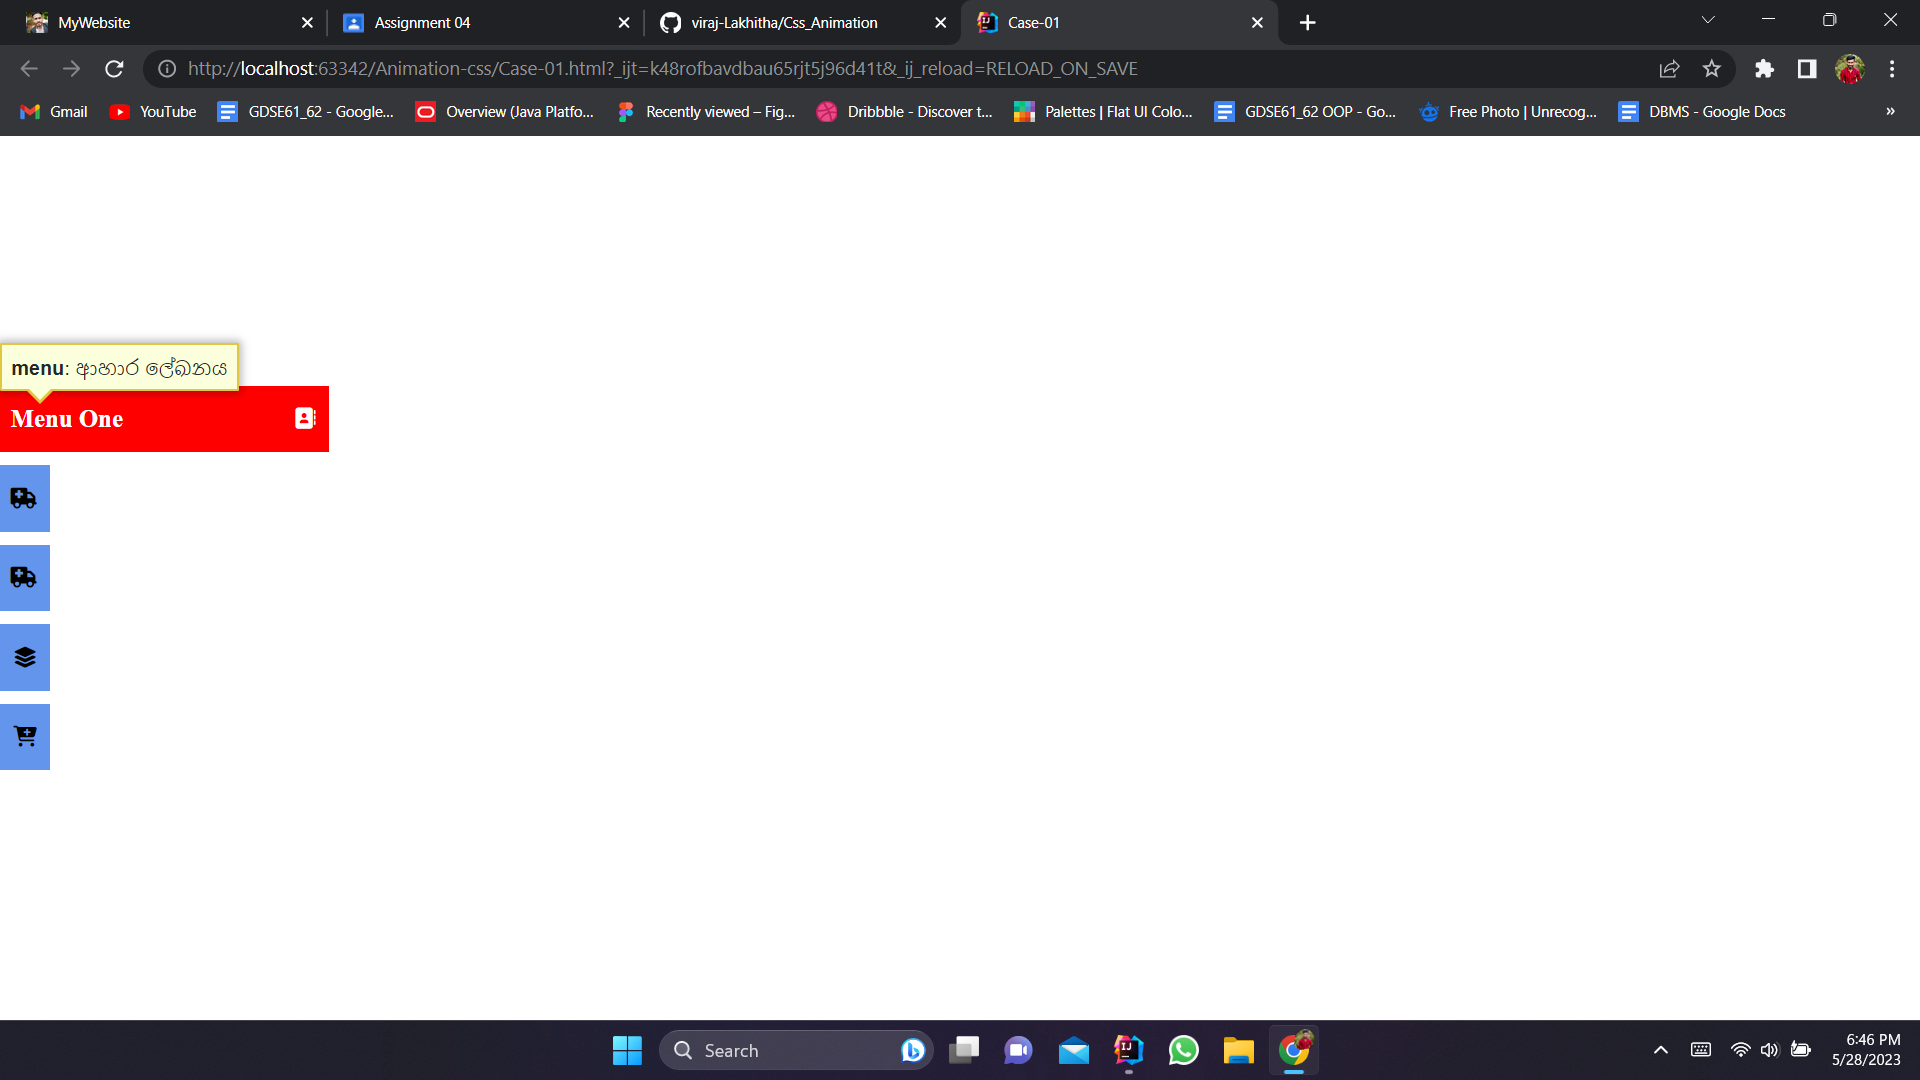 MyWebsite
Assignment 04
viraj-Lakhitha/Css_Animation
Case-01
http://localhost:63342/Animation-css/Case-01.html?_ijt=k48rofbavdbau65rjt5j96d41t&_ij_reload=RELOAD_ON_SAVE
Gmail
YouTube
GDSE61_62 - Google...
Overview (Java Platfo...
Recently viewed – Fig...
Dribbble - Discover t...
Palettes | Flat UI Colo...
GDSE61_62 OOP - Go...
Free Photo | Unrecog...
DBMS - Google Docs
»
menu: ආහාර ලේඛනය
Menu One
Search
6:46 PM
5/28/2023